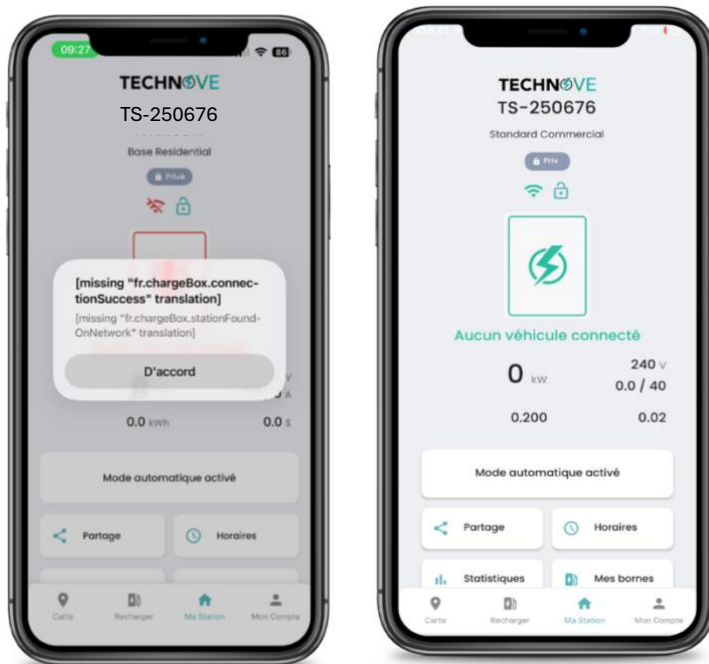 09:27
86
TECHNOVE
TS-250676
Base Residential
Privé
[missing "fr.chargeBox.connec-
tionSuccess" translation]
[missing "fr.chargeBox.stationFound-
OnNetwork" translation]
D'accord
V
A
0.0 kWh
0.0 s
Mode automatique activé
Partage
Horaires
Carte
Recharger
Ma Station
Mon Compte
TECHNOVE
TS-250676
Standard Commercial
Priv
Aucun véhicule connecté
0 kW
240 V
0.0 / 40
0.200
0.02
Mode automatique activé
Partage
Horaires
Statistiques
Mes bornes
Carte
Recharger
Ma Station
Mon Compte